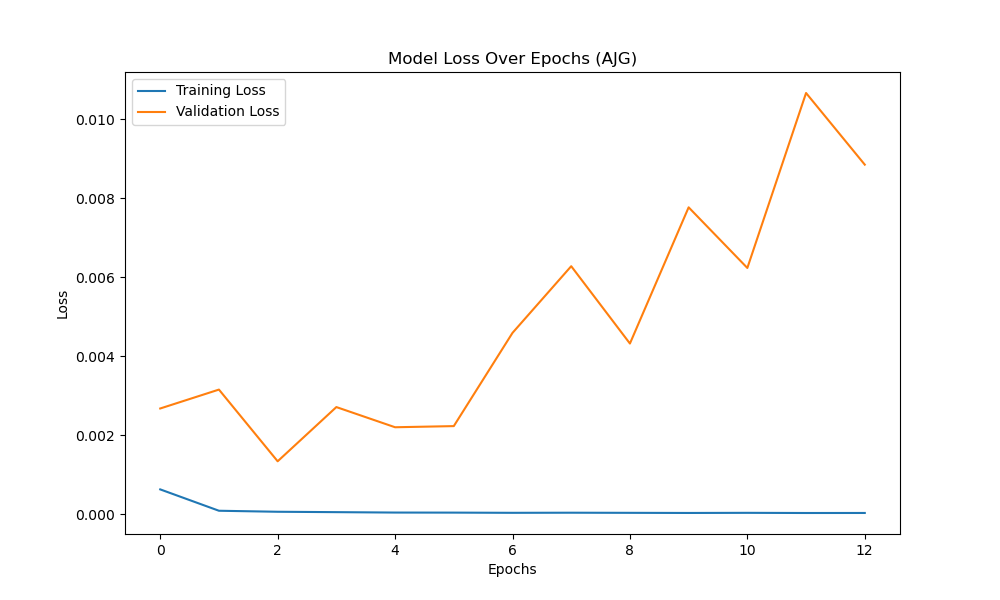 Model Loss Over Epochs (AJG)
Training Loss
Validation Loss
0.010
0.008
0.006
0.004
0.002
0.000
Loss
0 2 4 6 8 10 12
Epochs